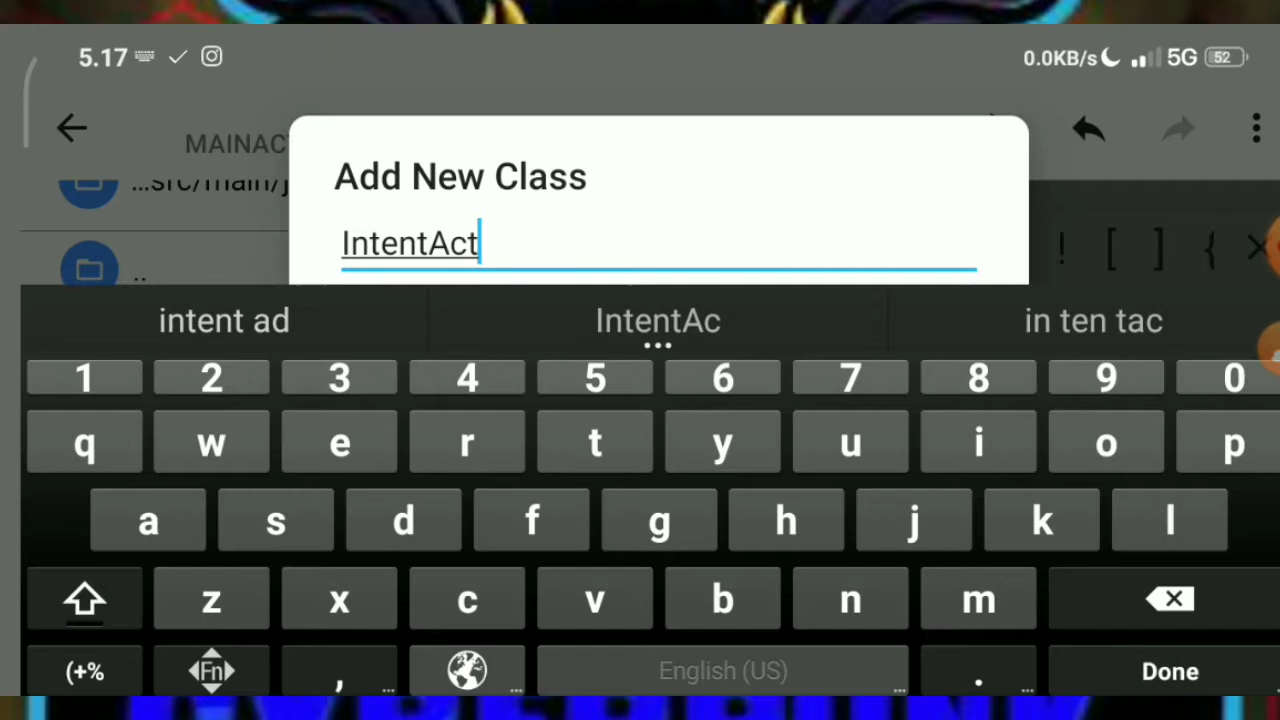 5.17
0.0KB/s 5G 52
MAINAC
...src/main/j
..
Add New Class
IntentAct
! [ ] {
intent ad IntentAc in ten tac
1 2 3 4 5 6 7 8 9 0
q w e r t y u i o p
a s d f g h j k l
z x c v b n m
(+% Fn , English (US) . Done